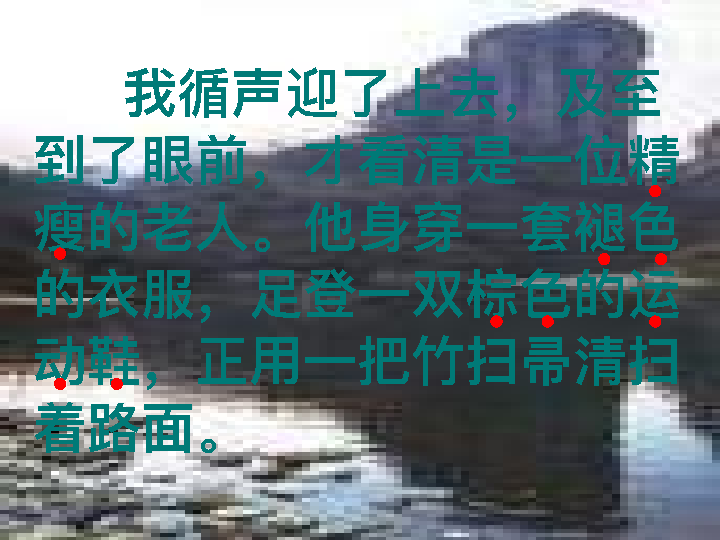 我循声迎了上去，及至
到了眼前，才看清是一位精
瘦的老人。他身穿一套褪色
的衣服，足登一双棕色的运
动鞋，正用一把竹扫帚清扫
着路面。